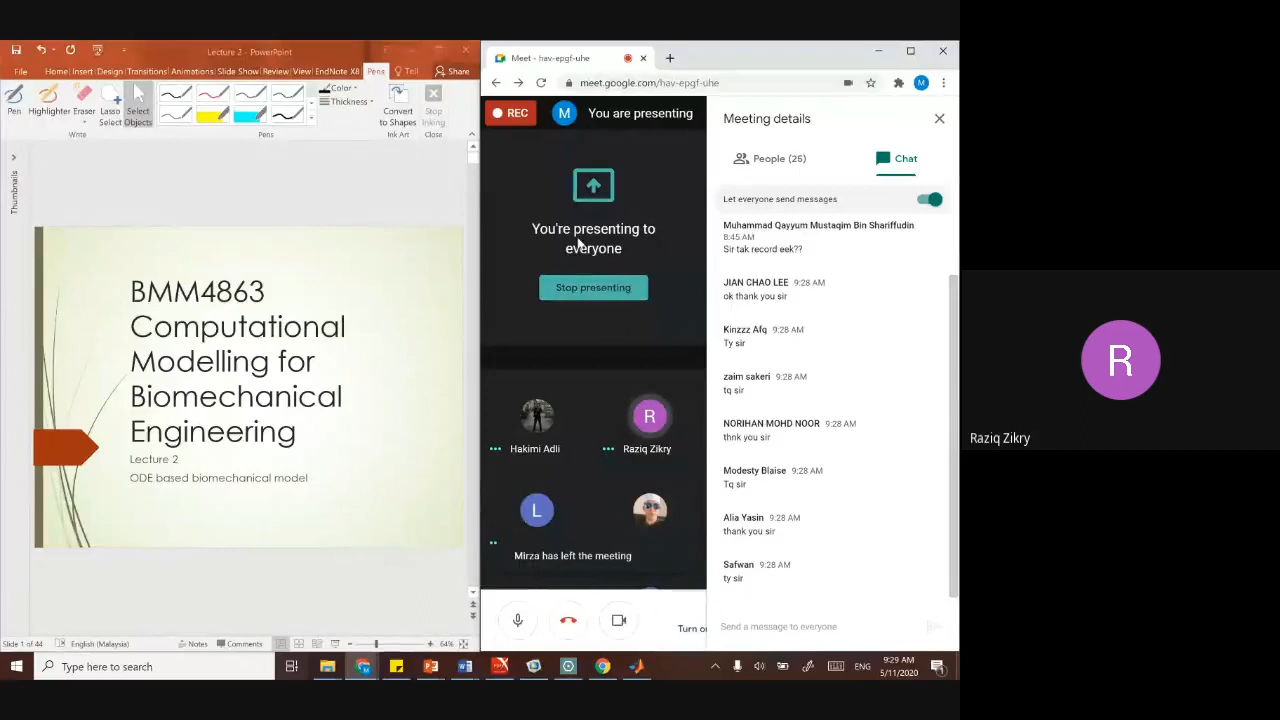 Lecture 2 - PowerPoint
File Home Insert Design Transitions Animations Slide Show Review View EndNote X8 Pens Tell Share
Pen
Highlighter
Eraser
Lasso
Select
Select
Objects
Write
Pens
Color
Thickness
Convert
to Shapes
Ink Art
Stop
Inking
Close
Thumbnails
BMM4863
Computational
Modelling for
Biomechanical
Engineering
Lecture 2
ODE based biomechanical model
Slide 1 of 44
English (Malaysia)
Notes
Comments
64%
Meet - hav-epgf-uhe
meet.google.com/hav-epgf-uhe
M
REC
M
You are presenting
You're presenting to
everyone
Stop presenting
Hakimi Adli
R
Raziq Zikry
L
Mirza has left the meeting
Turn o
Meeting details
People (25)
Chat
Let everyone send messages
Muhammad Qayyum Mustaqim Bin Shariffudin
8:45 AM
Sir tak record eek??
JIAN CHAO LEE 9:28 AM
ok thank you sir
Kinzzz Afq 9:28 AM
Ty sir
zaim sakeri 9:28 AM
tq sir
NORIHAN MOHD NOOR 9:28 AM
thnk you sir
Modesty Blaise 9:28 AM
Tq sir
Alia Yasin 9:28 AM
thank you sir
Safwan 9:28 AM
ty sir
Send a message to everyone
Type here to search
ENG
9:29 AM
5/11/2020
R
Raziq Zikry